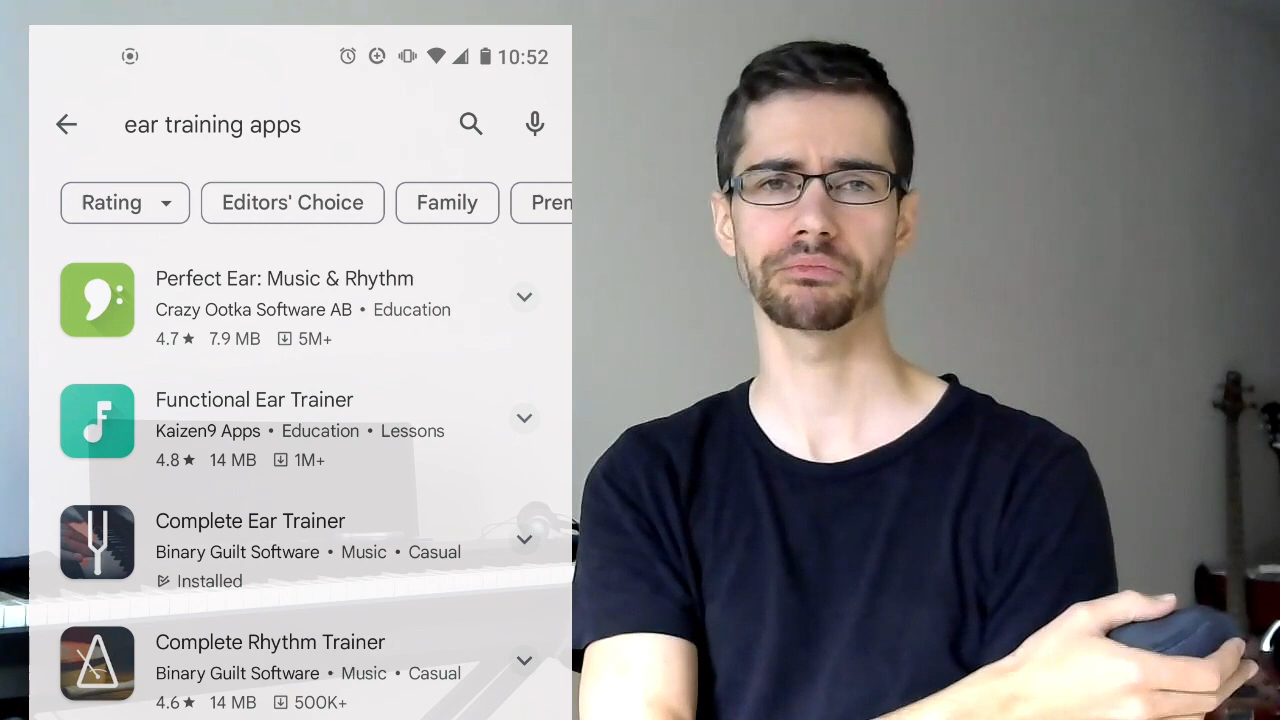 10:52
ear training apps
Rating Editors' Choice Family Prem
Perfect Ear: Music & Rhythm
Crazy Ootka Software AB • Education
4.7★ 7.9 MB 5M+
Functional Ear Trainer
Kaizen9 Apps • Education • Lessons
4.8★ 14 MB 1M+
Complete Ear Trainer
Binary Guilt Software • Music • Casual
Installed
Complete Rhythm Trainer
Binary Guilt Software • Music • Casual
4.6★ 14 MB 500K+